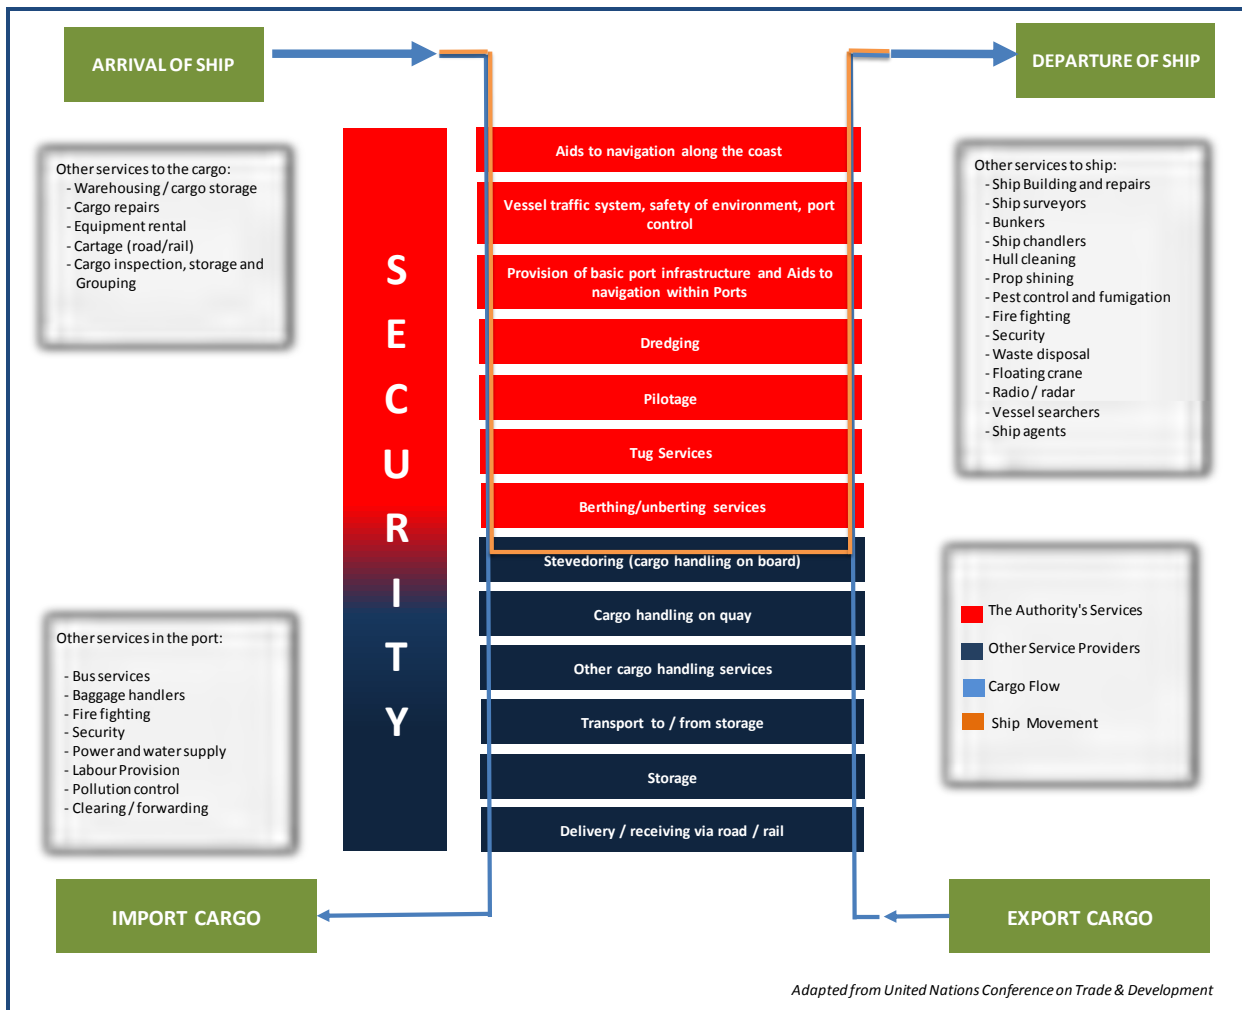 ARRIVAL OF SHIP
DEPARTURE OF SHIP
Other services to the cargo:
- Warehousing / cargo storage
- Cargo repairs
- Equipment rental
- Cartage (road/rail)
- Cargo inspection, storage and
Grouping
S
E
C
U
R
I
T
Y
Aids to navigation along the coast
Vessel traffic system, safety of environment, port
control
Provision of basic port infrastructure and Aids to
navigation within Ports
Dredging
Pilotage
Tug Services
Berthing/unberting services
Stevedoring (cargo handling on board)
Cargo handling on quay
Other cargo handling services
Transport to / from storage
Storage
Delivery / receiving via road / rail
Other services to ship:
- Ship Building and repairs
- Ship surveyors
- Bunkers
- Ship chandlers
- Hull cleaning
- Prop shining
- Pest control and fumigation
- Fire fighting
- Security
- Waste disposal
- Floating crane
- Radio / radar
- Vessel searchers
- Ship agents
Other services in the port:
- Bus services
- Baggage handlers
- Fire fighting
- Security
- Power and water supply
- Labour Provision
- Pollution control
- Clearing / forwarding
The Authority's Services
Other Service Providers
Cargo Flow
Ship Movement
IMPORT CARGO
EXPORT CARGO
Adapted from United Nations Conference on Trade & Development